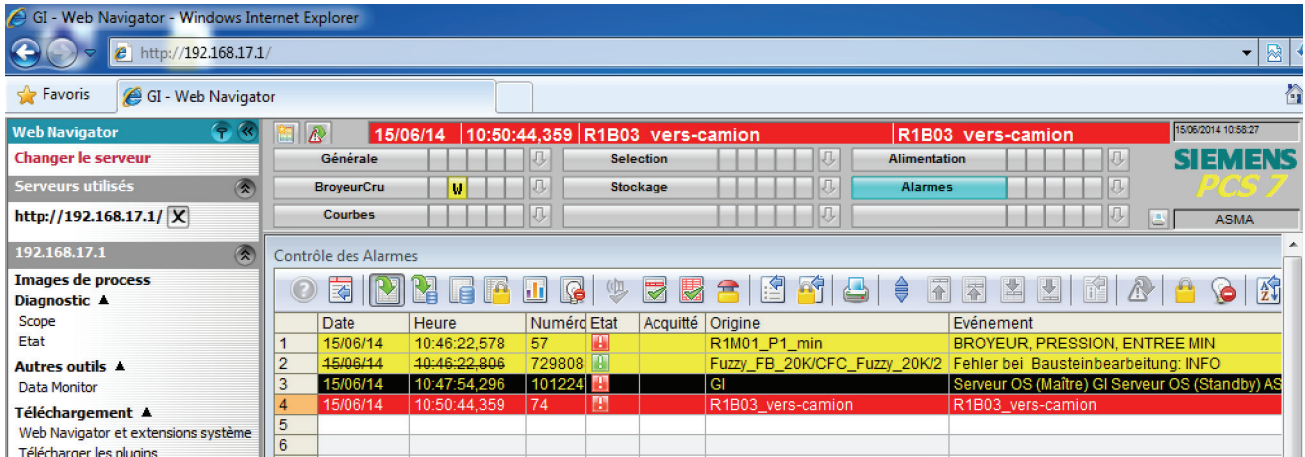 GI - Web Navigator - Windows Internet Explorer
http://192.168.17.1/
Favoris GI - Web Navigator
Web Navigator
Changer le serveur
Serveurs utilisés
http://192.168.17.1/ X
192.168.17.1
Images de process
Diagnostic ▲
Scope
Etat
Autres outils ▲
Data Monitor
Téléchargement ▲
Web Navigator et extensions système
Télécharger les plugins
15/06/14 10:50:44,359 R1B03 vers-camion R1B03 vers-camion 15/06/2014 10:58:27
Générale Selection Alimentation
BroyeurCru W Stockage Alarmes
Courbes
SIEMENS
PCS 7
ASMA
Contrôle des Alarmes
Date Heure Numéro Etat Acquitté Origine Evénement
1 15/06/14 10:46:22,578 57 R1M01_P1_min BROYEUR, PRESSION, ENTREE MIN
2 15/06/14 10:46:22,806 729808 Fuzzy_FB_20K/CFC_Fuzzy_20K/2 Fehler bei Bausteinbearbeitung: INFO
3 15/06/14 10:47:54,296 101224 GI Serveur OS (Maître) GI Serveur OS (Standby) AS
4 15/06/14 10:50:44,359 74 R1B03_vers-camion R1B03_vers-camion
5
6